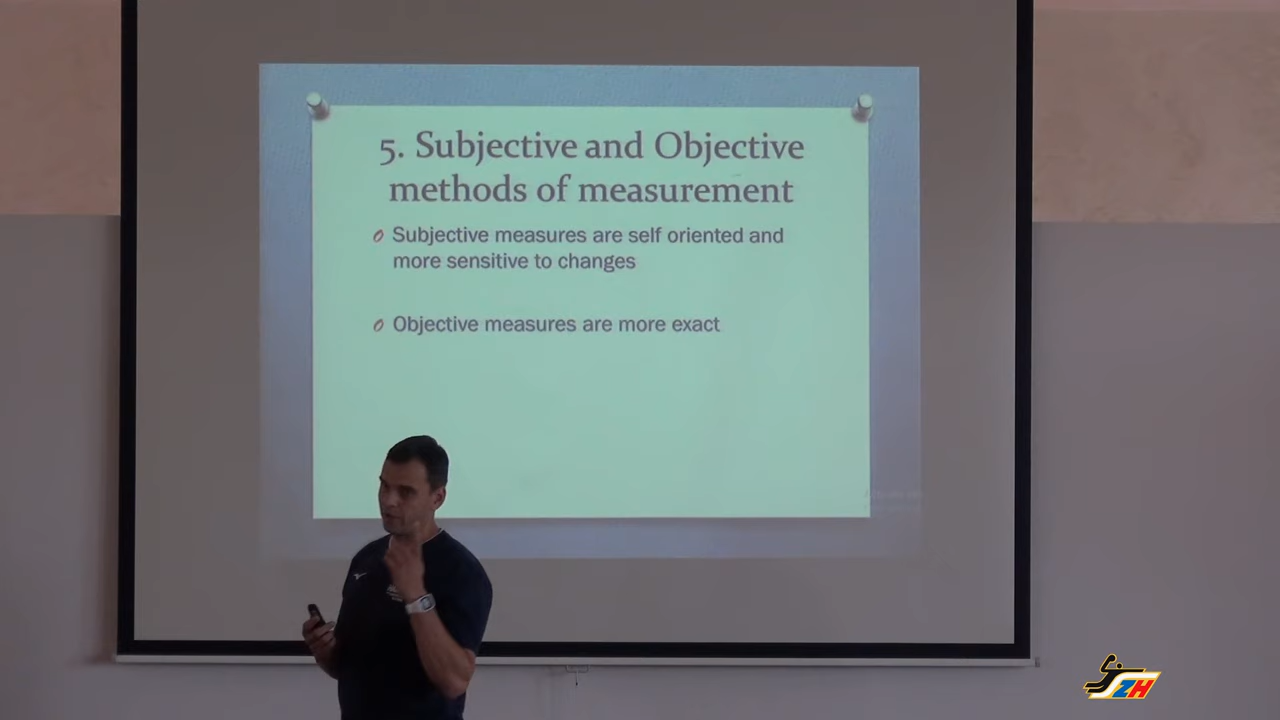 5. Subjective and Objective
methods of measurement
Subjective measures are self oriented and
more sensitive to changes
Objective measures are more exact
ZH